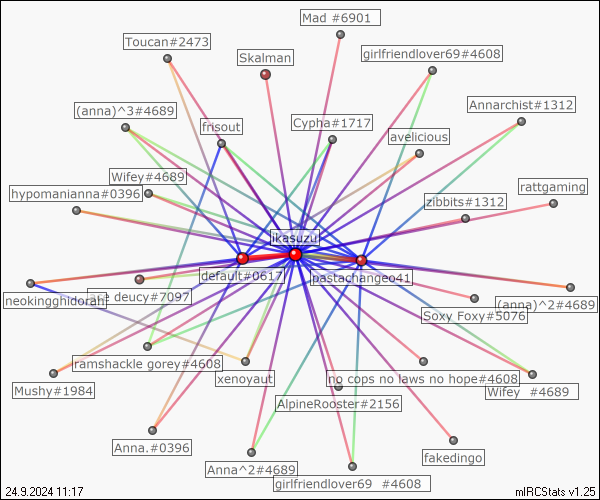 Mad #6901
Toucan#2473
Skalman
girlfriendlover69#4608
(anna)^3#4689
frisout
Cypha#1717
Annarchist#1312
avelicious
Wifey#4689
hypomanianna#0396
zibbits#1312
rattgaming
ikasuzu
default#0617
pastachange041
neokingghidorah
deucy#7097
(anna)^2#4689
Soxy Foxy#5076
ramshackle gorey#4608
Mushy#1984
xenoyaut
no cops no laws no hope#4608
Wifey #4689
AlpineRooster#2156
Anna.#0396
Anna^2#4689
fakedingo
girlfriendlover69 #4608
24.9.2024 11:17
mIRCStats v1.25